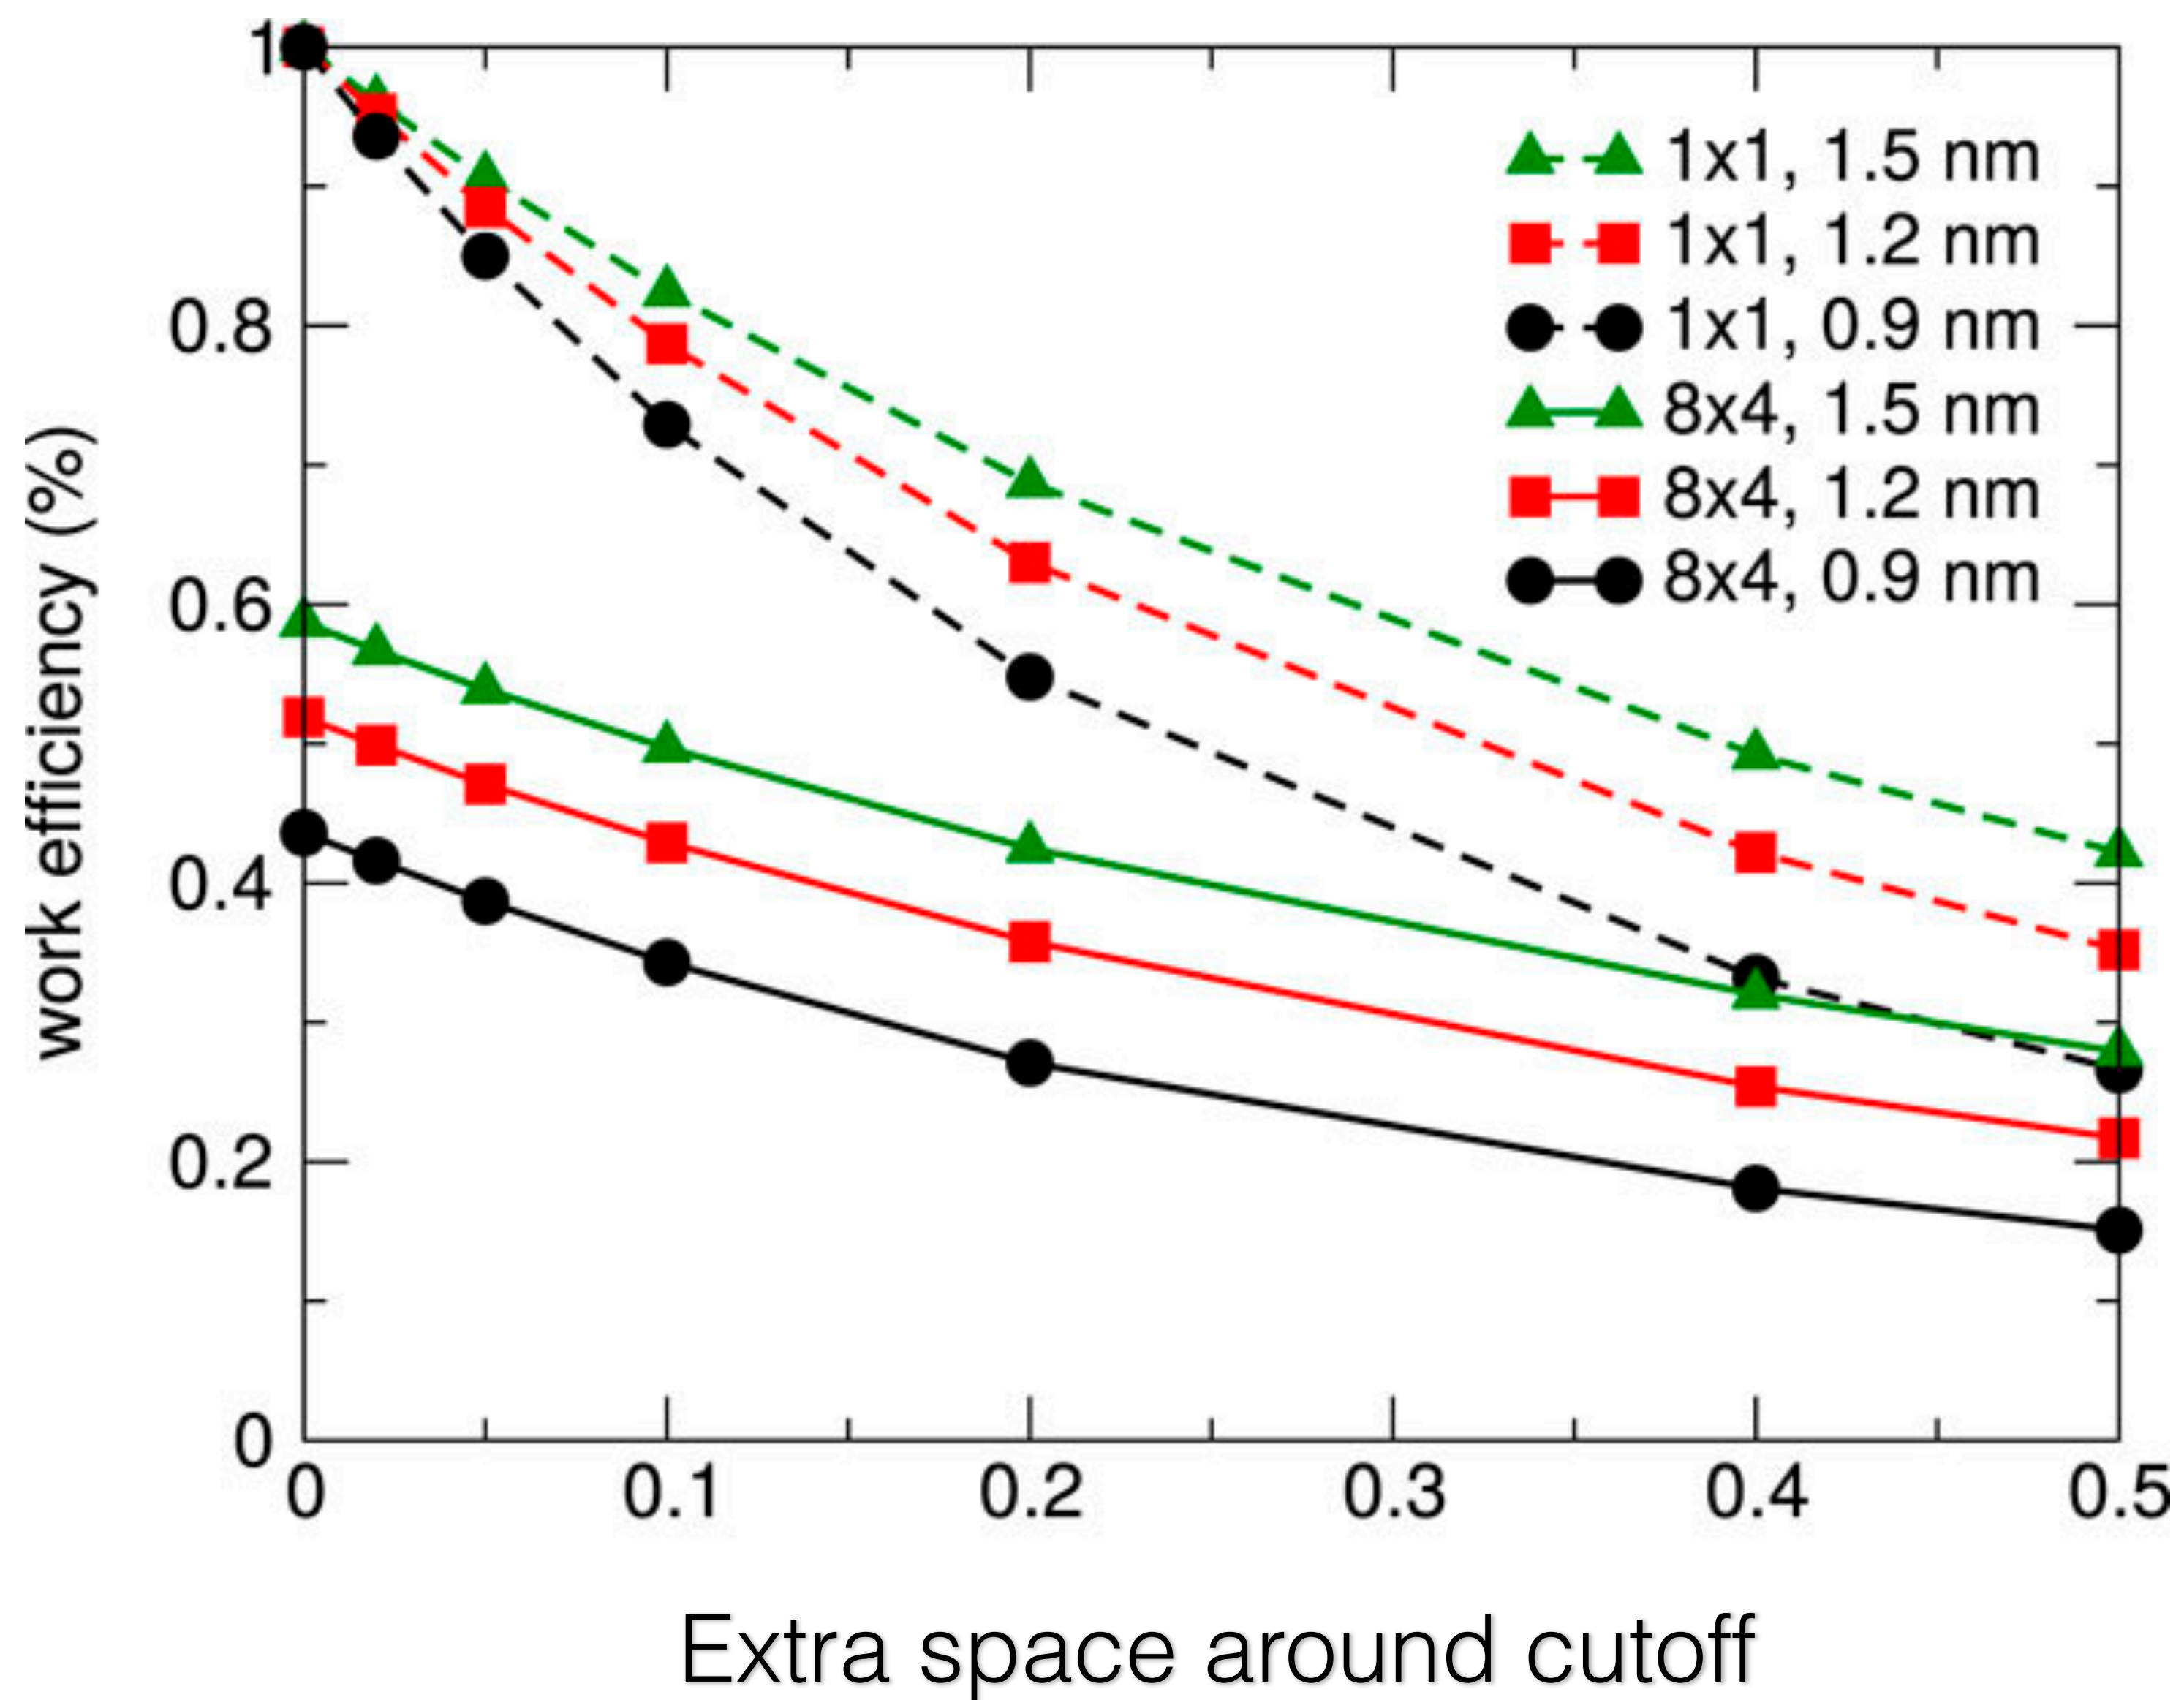 work efficiency (%)
1
0.8
0.6
0.4
0.2
0
0
0.1
0.2
0.3
0.4
0.5
1x1, 1.5 nm
1x1, 1.2 nm
1x1, 0.9 nm
8x4, 1.5 nm
8x4, 1.2 nm
8x4, 0.9 nm
Extra space around cutoff